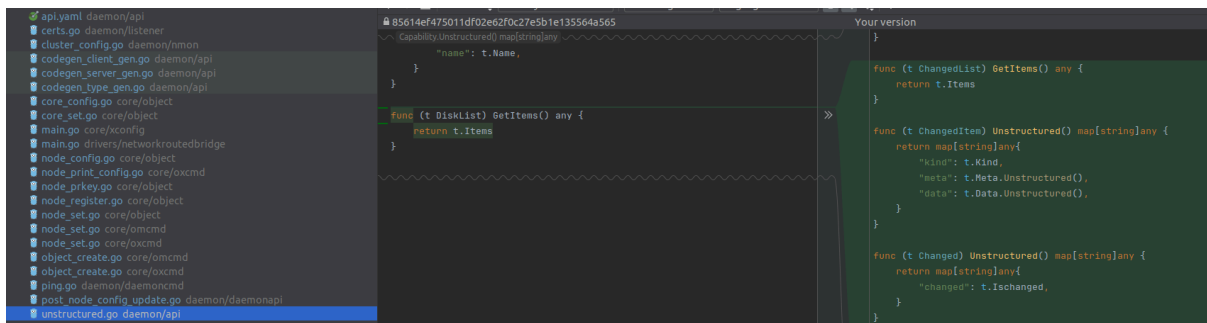 api.yaml daemon/api
certs.go daemon/listener
cluster_config.go daemon/nmon
codegen_client_gen.go daemon/api
codegen_server_gen.go daemon/api
codegen_type_gen.go daemon/api
core_config.go core/object
core_set.go core/object
main.go core/xconfig
main.go drivers/networkroutedbridge
node_config.go core/object
node_print_config.go core/oxcmd
node_prkey.go core/object
node_register.go core/object
node_set.go core/object
node_set.go core/omcmd
node_set.go core/oxcmd
object_create.go core/omcmd
object_create.go core/oxcmd
ping.go daemon/daemoncmd
post_node_config_update.go daemon/daemonapi
unstructured.go daemon/api
85614ef475011df02e62f0c27e5b1e135564a565
Capability.Unstructured() map[string]any
"name": t.Name,
}
}
func (t DiskList) GetItems() any {
return t.Items
}
Your version
}
func (t ChangedList) GetItems() any {
return t.Items
}
func (t ChangedItem) Unstructured() map[string]any {
return map[string]any{
"kind": t.Kind,
"meta": t.Meta.Unstructured(),
"data": t.Data.Unstructured(),
}
}
func (t Changed) Unstructured() map[string]any {
return map[string]any{
"changed": t.Ischanged,
}
}